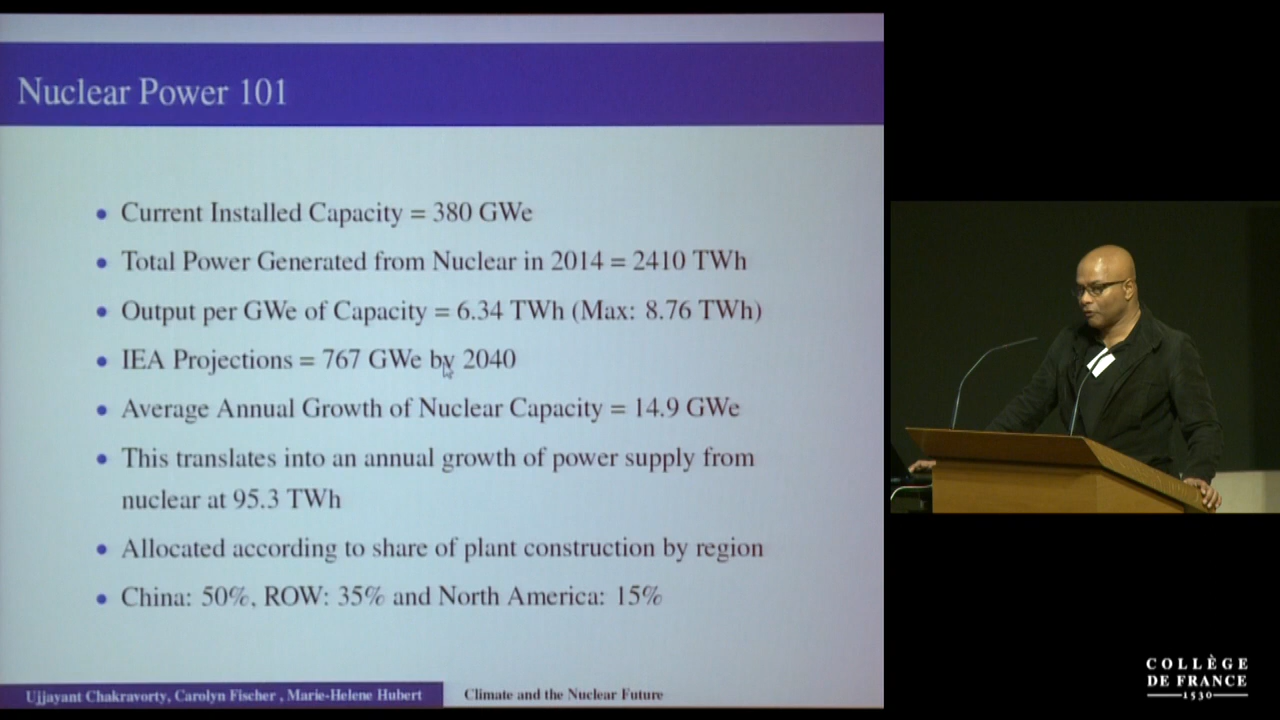 Nuclear Power 101
• Current Installed Capacity = 380 GWe
• Total Power Generated from Nuclear in 2014 = 2410 TWh
• Output per GWe of Capacity = 6.34 TWh (Max: 8.76 TWh)
• IEA Projections = 767 GWe by 2040
• Average Annual Growth of Nuclear Capacity = 14.9 GWe
• This translates into an annual growth of power supply from
nuclear at 95.3 TWh
• Allocated according to share of plant construction by region
• China: 50%, ROW: 35% and North America: 15%
Ujjayant Chakravorty, Carolyn Fischer , Marie-Helene Hubert
Climate and the Nuclear Future
COLLÈGE
DE FRANCE
1530